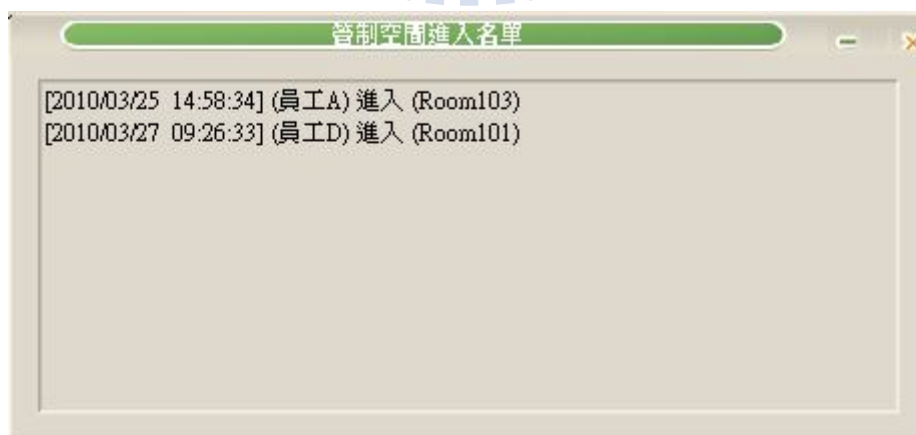 管制空間進入名單
[2010/03/25 14:58:34] (員工A) 進入 (Room103)
[2010/03/27 09:26:33] (員工D) 進入 (Room101)